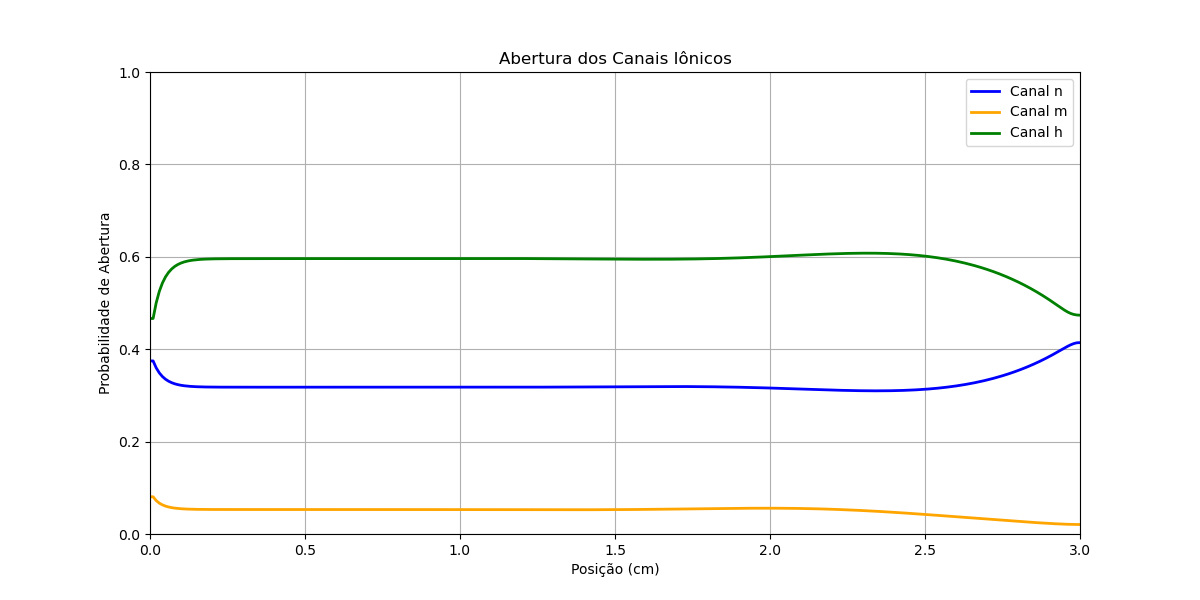 Abertura dos Canais Iônicos
Probabilidade de Abertura
1.0
0.8
0.6
0.4
0.2
0.0
Canal n
Canal m
Canal h
0.0 0.5 1.0 1.5 2.0 2.5 3.0
Posição (cm)